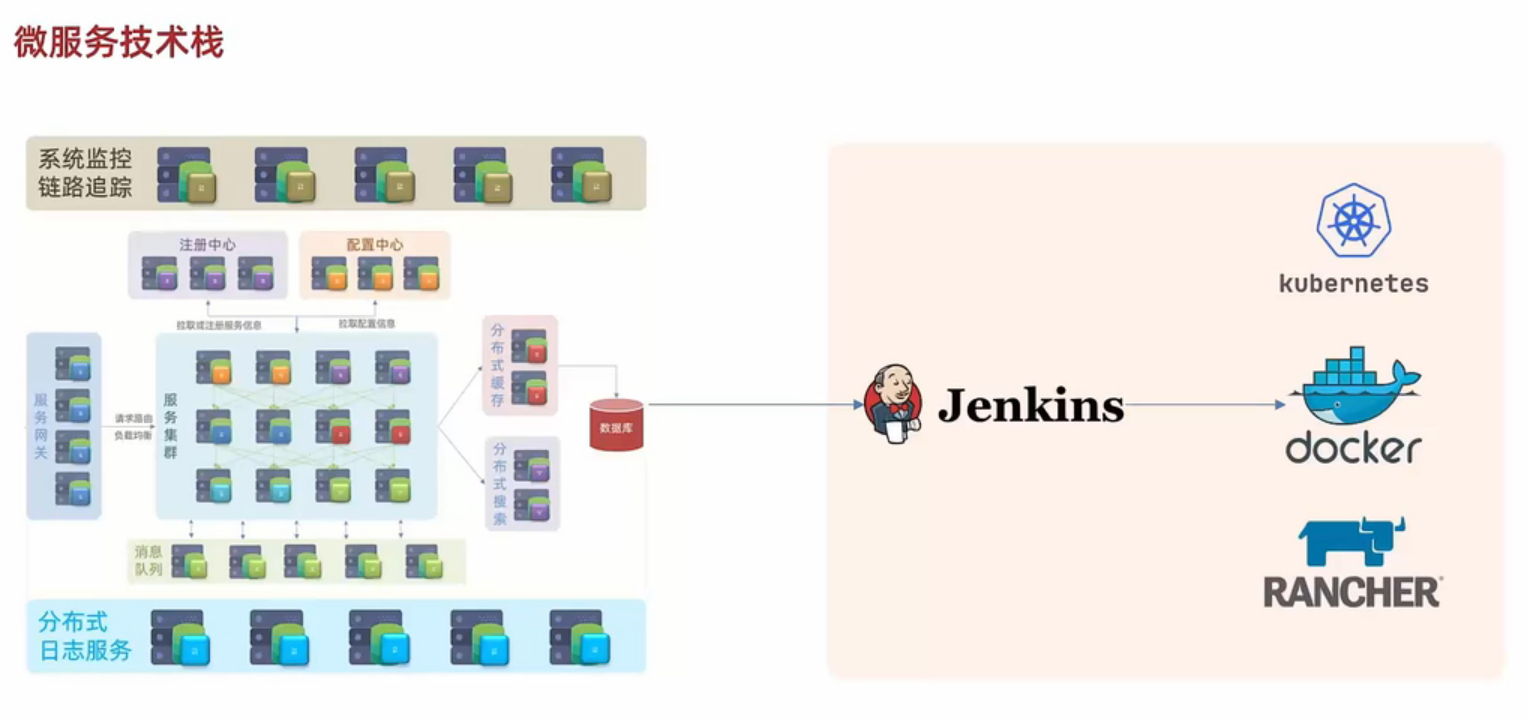 微服务技术栈
系统监控
链路追踪
注册中心
配置中心
拉取或注册服务信息
拉取配置信息
服务网关
请求路由
负载均衡
服务集群
分布式缓存
分布式搜索
数据库
消息
队列
分布式
日志服务
Jenkins
kubernetes
docker
RANCHER